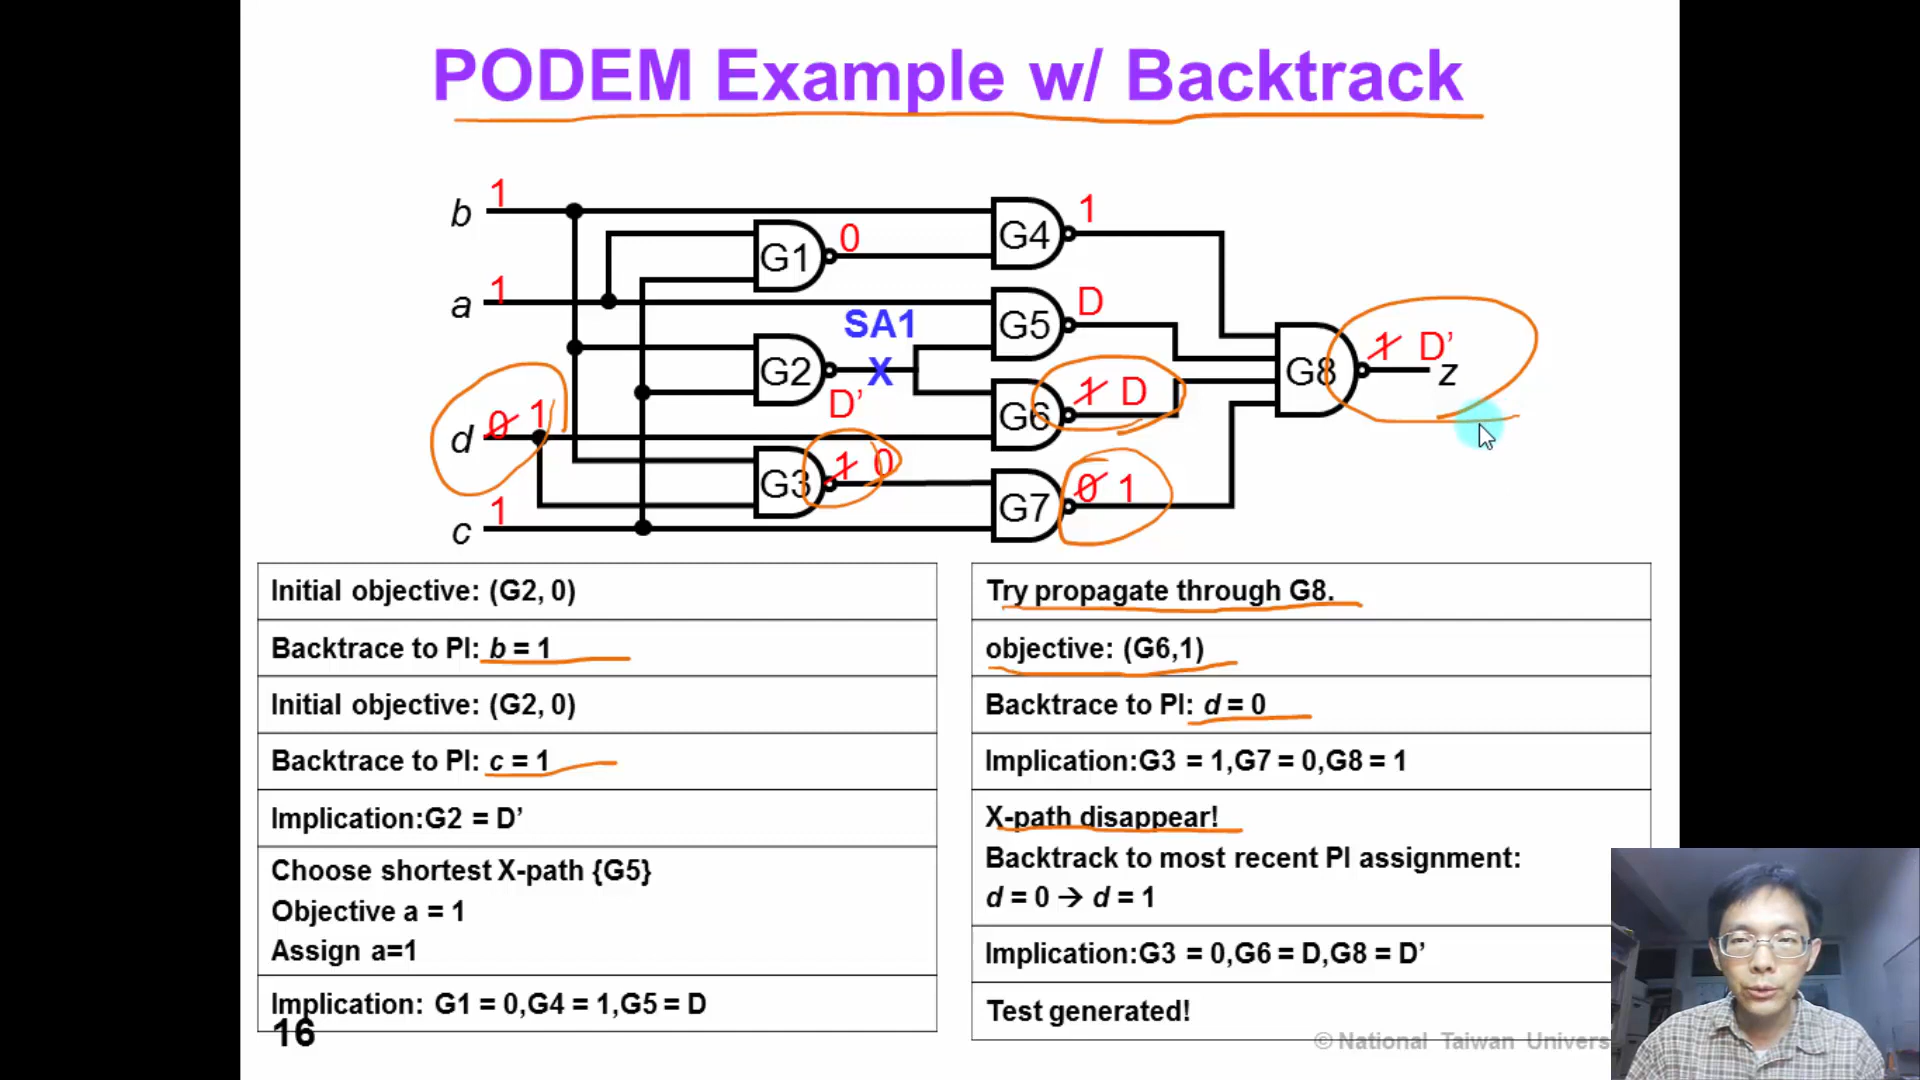 PODEM Example w/ Backtrack
b 1
a 1
d 0 1
c 1
G1 0
SA1
G2 X
D’
G3 1 0
G4 1
G5 D
G6 1 D
G7 0 1
G8 1 D’
z
Initial objective: (G2, 0)
Backtrace to PI: b = 1
Initial objective: (G2, 0)
Backtrace to PI: c = 1
Implication:G2 = D’
Choose shortest X-path {G5}
Objective a = 1
Assign a=1
Implication: G1 = 0,G4 = 1,G5 = D
Try propagate through G8.
objective: (G6,1)
Backtrace to PI: d = 0
Implication:G3 = 1,G7 = 0,G8 = 1
X-path disappear!
Backtrack to most recent PI assignment:
d = 0 → d = 1
Implication:G3 = 0,G6 = D,G8 = D’
Test generated!
16
© National Taiwan Univers